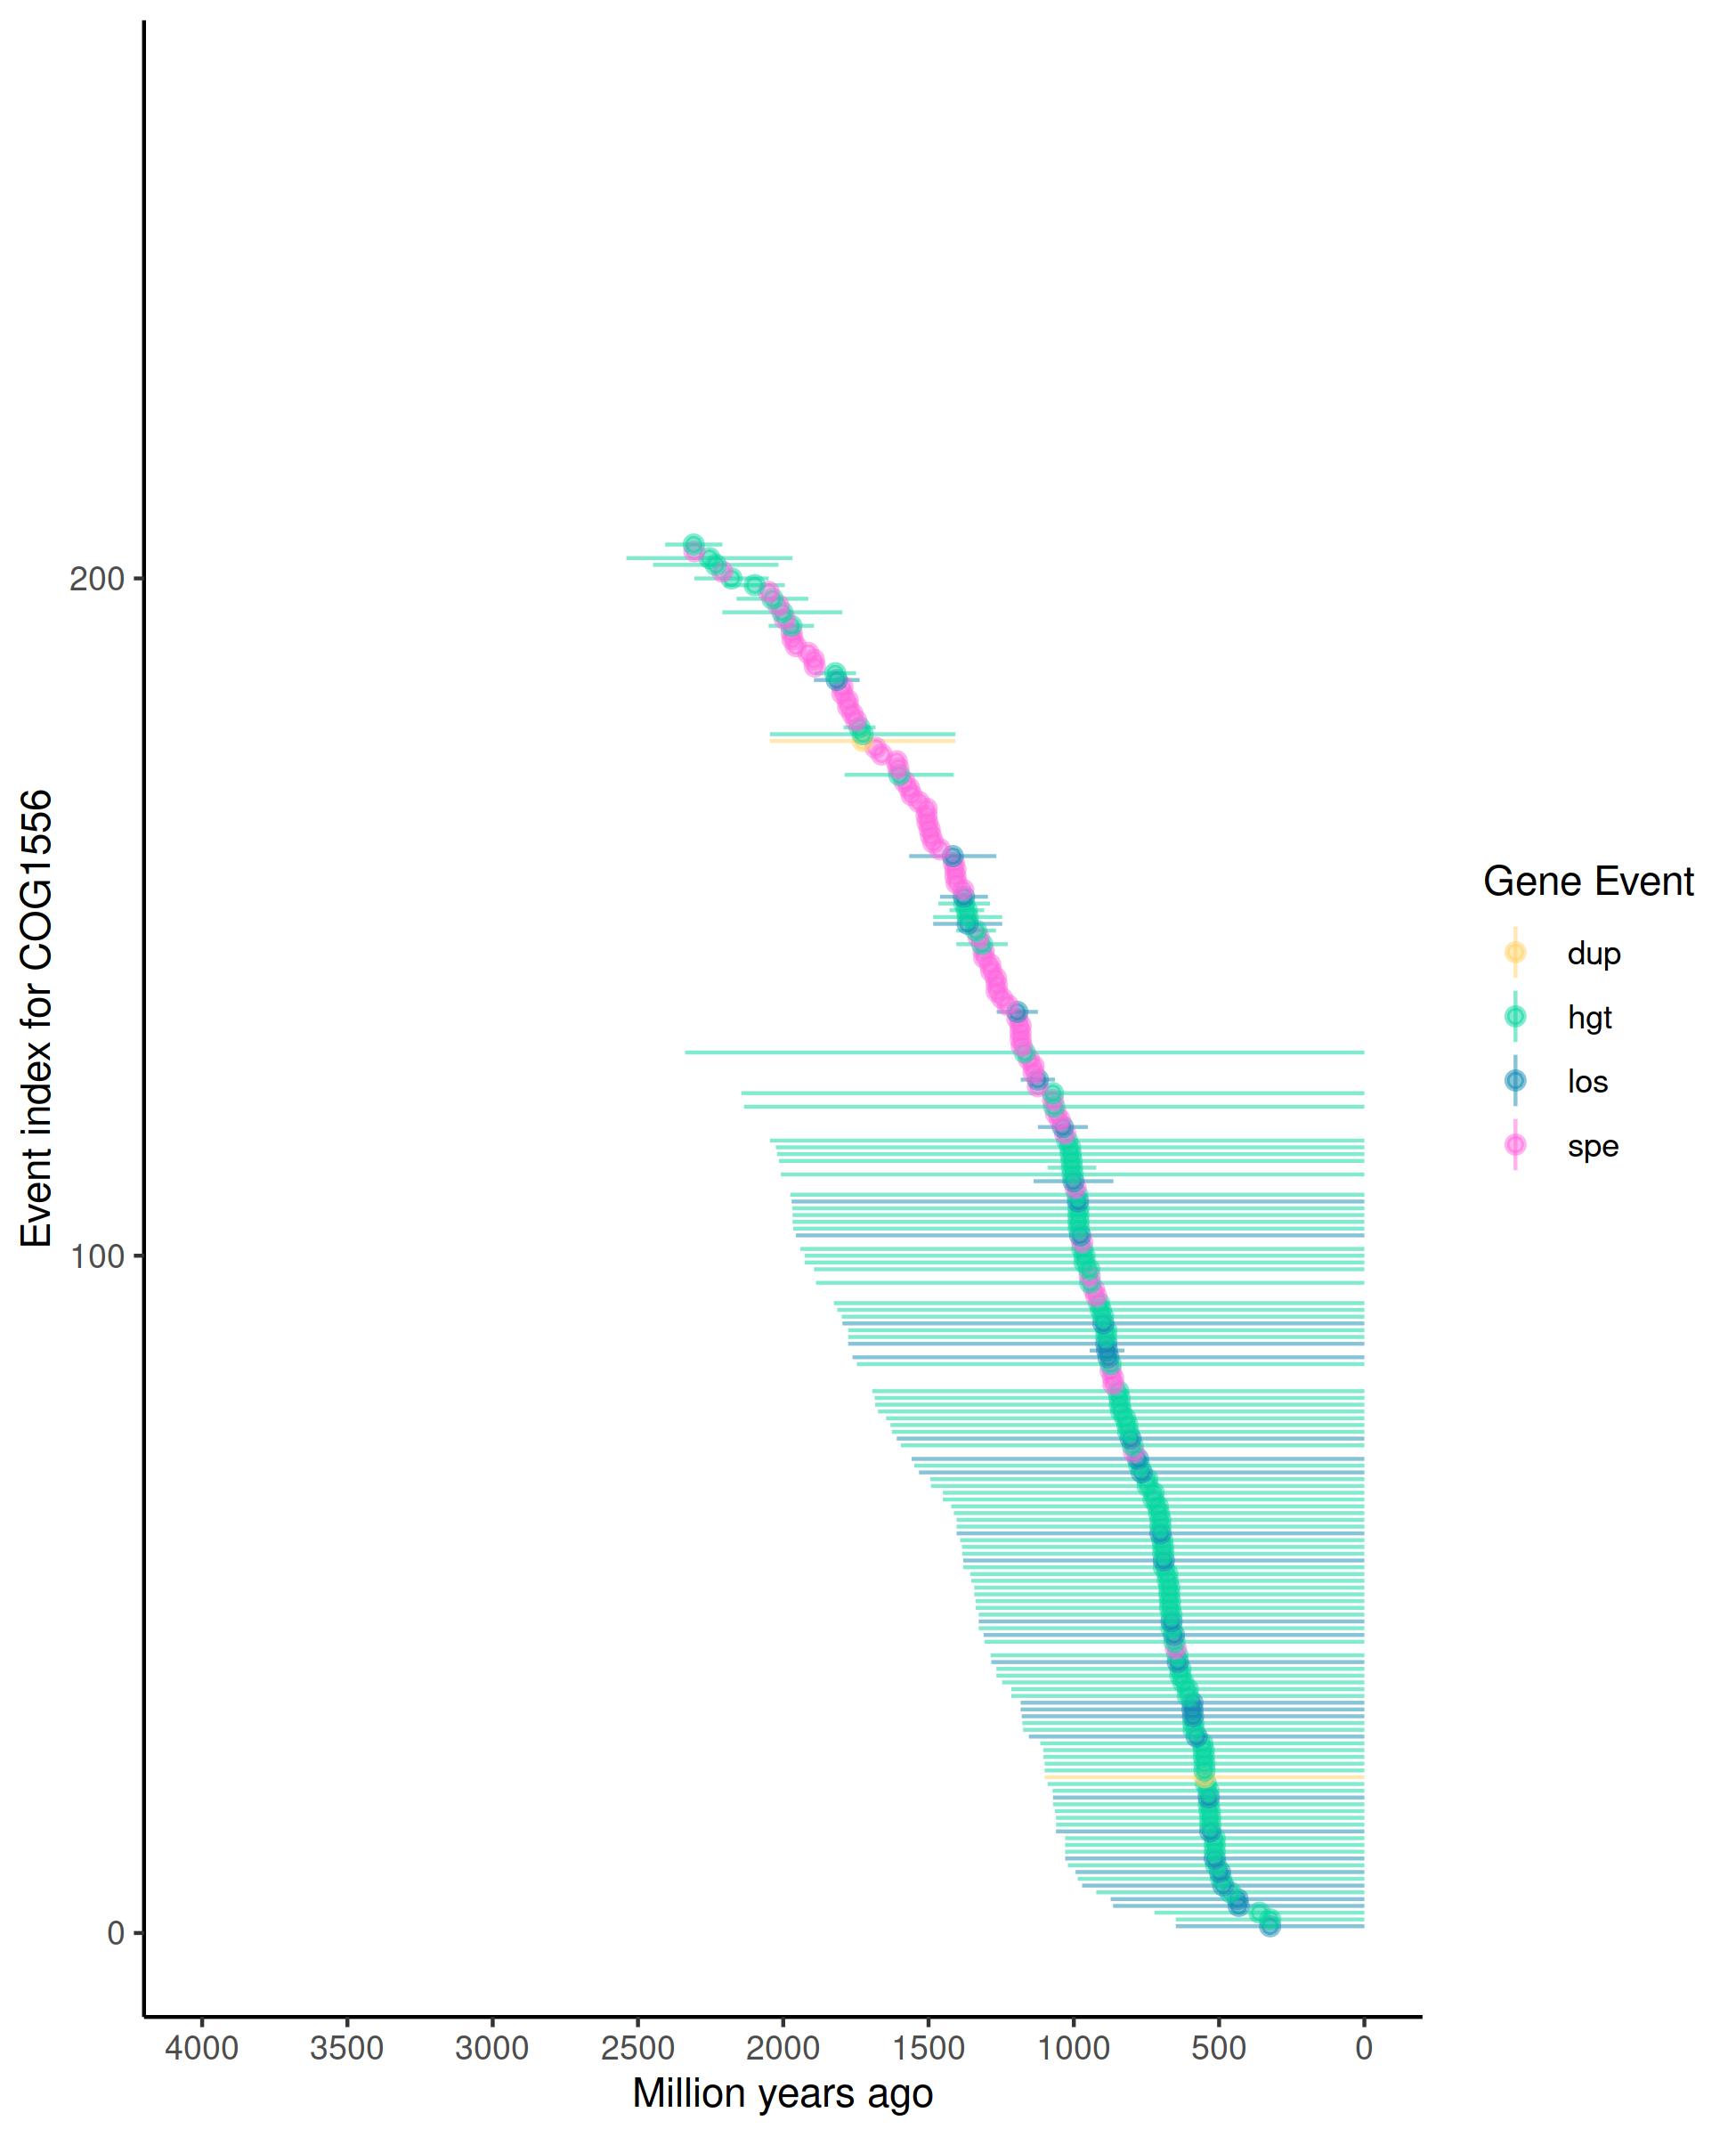 Event index for COG1556
200
100
0
4000 3500 3000 2500 2000 1500 1000 500 0
Million years ago
Gene Event
dup
hgt
los
spe